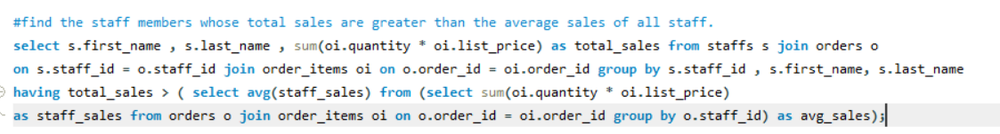 #find the staff members whose total sales are greater than the average sales of all staff.
select s.first_name , s.last_name , sum(oi.quantity * oi.list_price) as total_sales from staffs s join orders o
on s.staff_id = o.staff_id join order_items oi on o.order_id = oi.order_id group by s.staff_id , s.first_name, s.last_name
having total_sales > ( select avg(staff_sales) from (select sum(oi.quantity * oi.list_price)
as staff_sales from orders o join order_items oi on o.order_id = oi.order_id group by o.staff_id) as avg_sales);